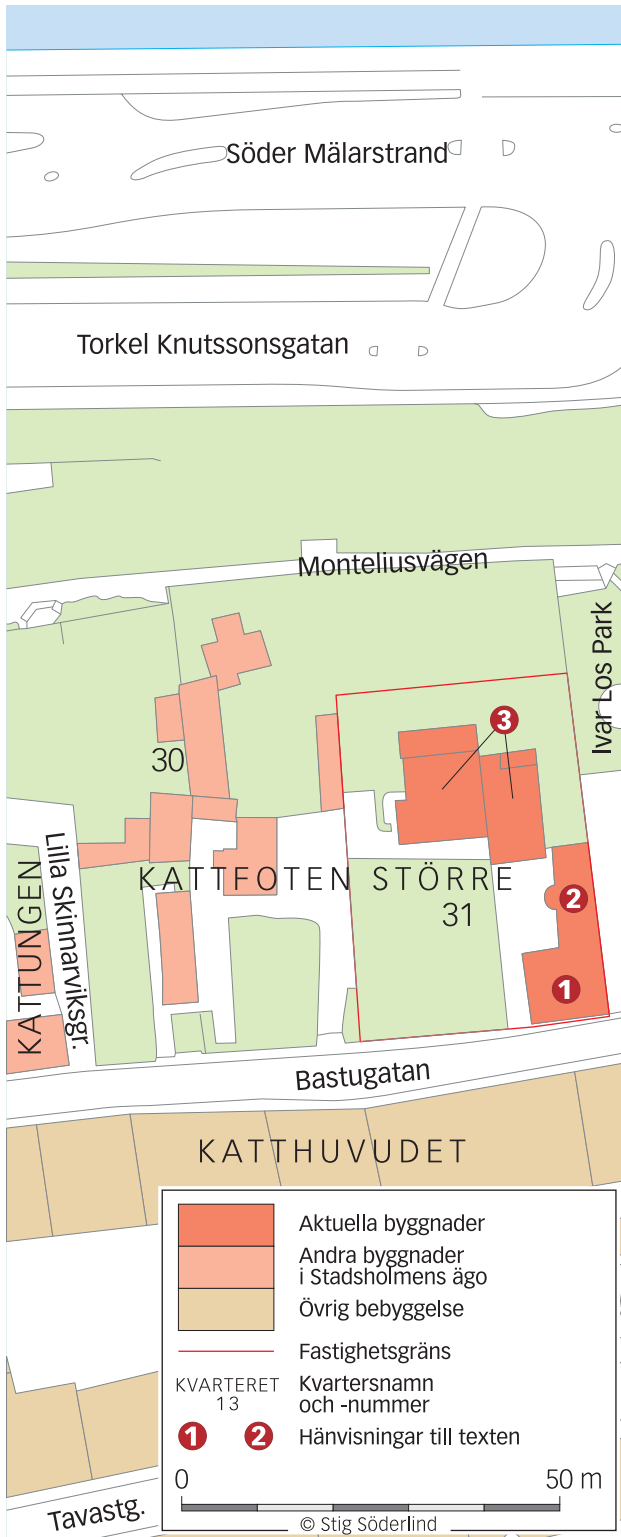 Söder Mälarstrand
Torkel Knutssonsgatan
Monteliusvägen
Ivar Los Park
3
30
KATTFOTEN STÖRRE
31
2
1
Lilla Skinnarviksgr.
KATTUNGEN
Bastugatan
KATTHUVUDET
Aktuella byggnader
Andra byggnader
i Stadsholmens ägo
Övrig bebyggelse
Fastighetsgräns
KVARTERET
13
Kvartersnamn
och -nummer
1 2 Hänvisningar till texten
0 50 m
© Stig Söderlind
Tavastg.